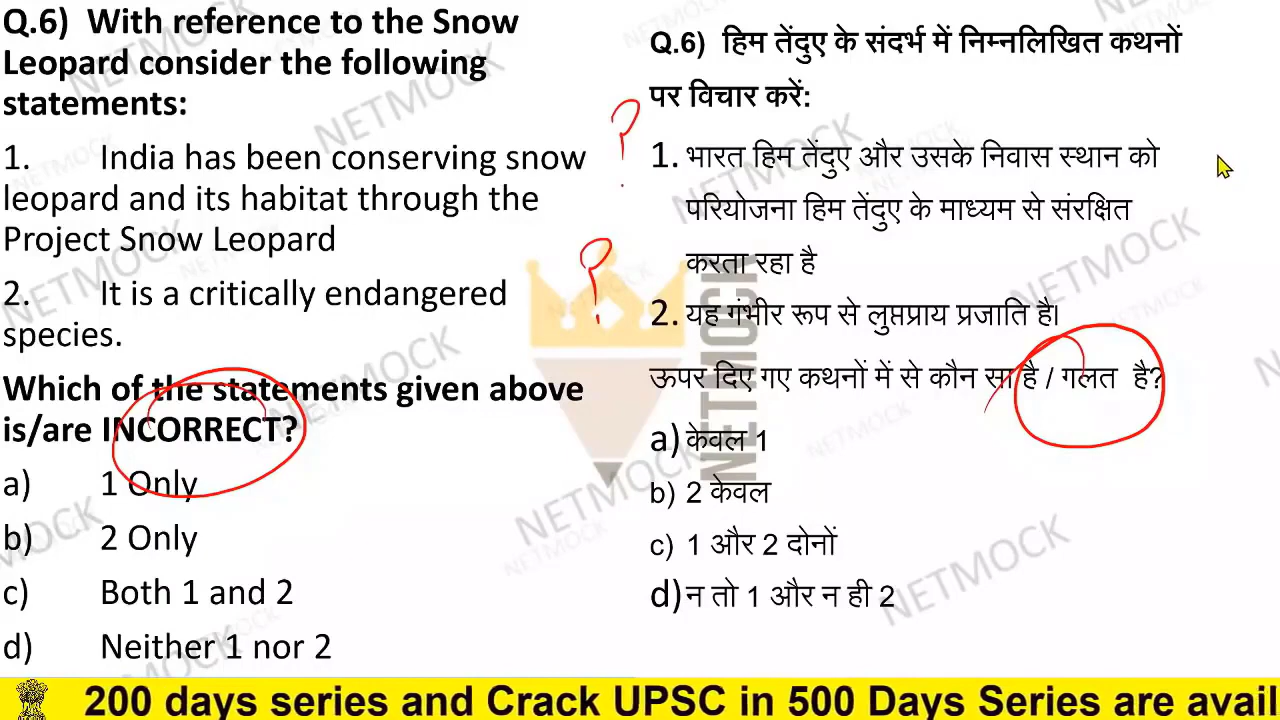 Q.6) With reference to the Snow
Leopard consider the following
statements:
1. India has been conserving snow
leopard and its habitat through the
Project Snow Leopard
2. It is a critically endangered
species.
Which of the statements given above
is/are INCORRECT?
a) 1 Only
b) 2 Only
c) Both 1 and 2
d) Neither 1 nor 2
Q.6) हिम तेंदुए के संदर्भ में निम्नलिखित कथनों
पर विचार करें:
1. भारत हिम तेंदुए और उसके निवास स्थान को
परियोजना हिम तेंदुए के माध्यम से संरक्षित
करता रहा है
2. यह गंभीर रूप से लुप्तप्राय प्रजाति है।
ऊपर दिए गए कथनों में से कौन सा है / गलत है?
a) केवल 1
b) 2 केवल
c) 1 और 2 दोनों
d) न तो 1 और न ही 2
?
?
NETMOCK
200 days series and Crack UPSC in 500 Days Series are avail